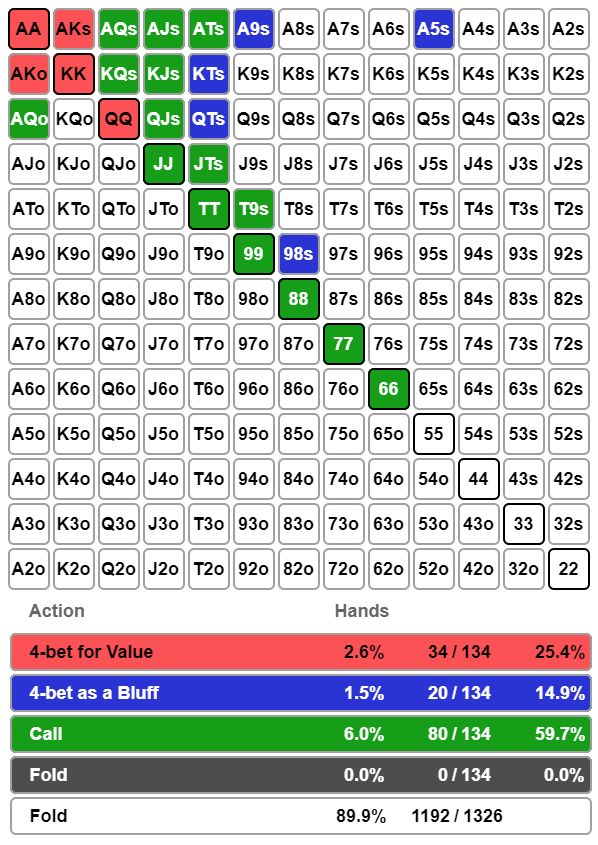 AA AKs AQs AJs ATs A9s A8s A7s A6s A5s A4s A3s A2s
AKo KK KQs KJs KTs K9s K8s K7s K6s K5s K4s K3s K2s
AQo KQo QQ QJs QTs Q9s Q8s Q7s Q6s Q5s Q4s Q3s Q2s
AJo KJo QJo JJ JTs J9s J8s J7s J6s J5s J4s J3s J2s
ATo KTo QTo JTo TT T9s T8s T7s T6s T5s T4s T3s T2s
A9o K9o Q9o J9o T9o 99 98s 97s 96s 95s 94s 93s 92s
A8o K8o Q8o J8o T8o 98o 88 87s 86s 85s 84s 83s 82s
A7o K7o Q7o J7o T7o 97o 87o 77 76s 75s 74s 73s 72s
A6o K6o Q6o J6o T6o 96o 86o 76o 66 65s 64s 63s 62s
A5o K5o Q5o J5o T5o 95o 85o 75o 65o 55 54s 53s 52s
A4o K4o Q4o J4o T4o 94o 84o 74o 64o 54o 44 43s 42s
A3o K3o Q3o J3o T3o 93o 83o 73o 63o 53o 43o 33 32s
A2o K2o Q2o J2o T2o 92o 82o 72o 62o 52o 42o 32o 22
Action Hands
4-bet for Value 2.6% 34 / 134 25.4%
4-bet as a Bluff 1.5% 20 / 134 14.9%
Call 6.0% 80 / 134 59.7%
Fold 0.0% 0 / 134 0.0%
Fold 89.9% 1192 / 1326